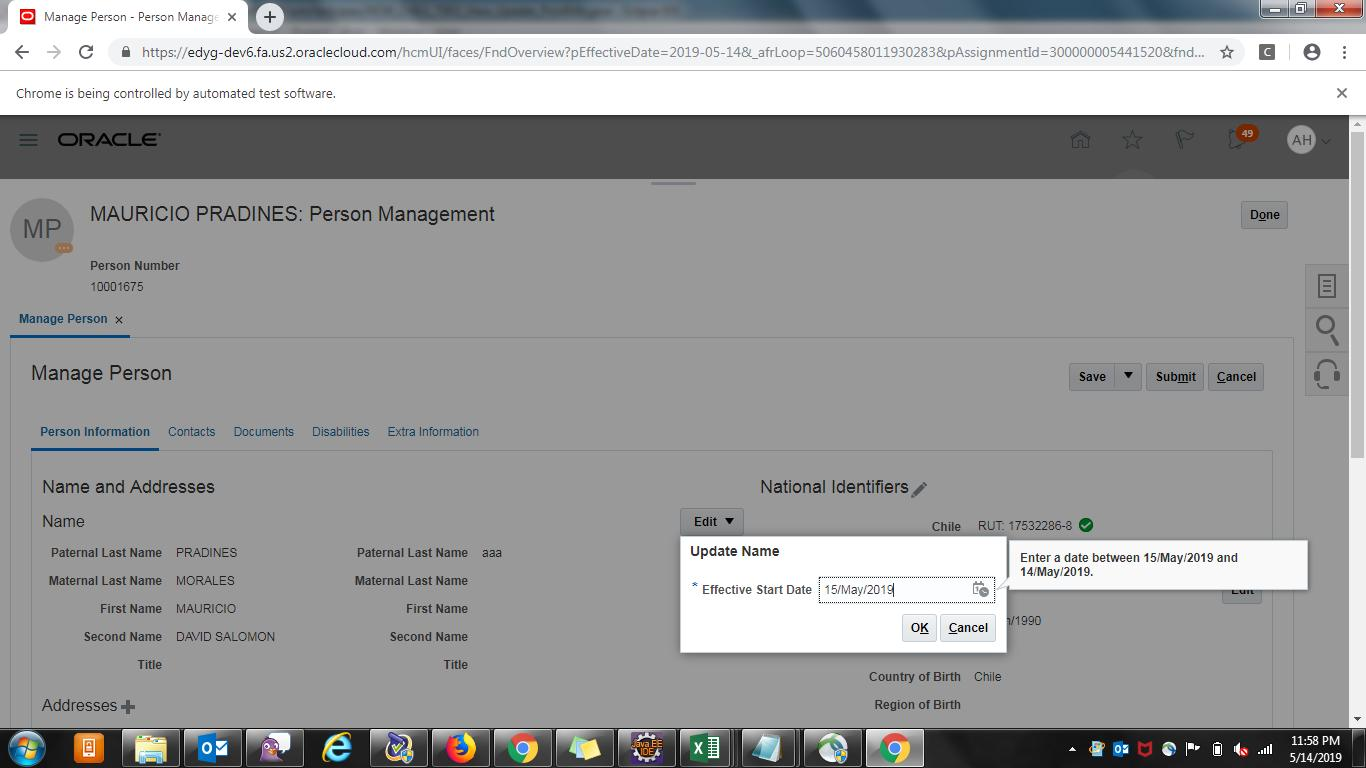 Manage Person - Person Manage
https://edyg-dev6.fa.us2.oraclecloud.com/hcmUI/faces/FndOverview?pEffectiveDate=2019-05-14&_afrLoop=5060458011930283&pAssignmentId=300000005441520&fnd...
C
Chrome is being controlled by automated test software.
ORACLE
49
AH
MP
MAURICIO PRADINES: Person Management
Done
Person Number
10001675
Manage Person
Manage Person
Save
Submit
Cancel
Person Information Contacts Documents Disabilities Extra Information
Name and Addresses
National Identifiers
Name
Edit
Chile RUT: 17532286-8
Paternal Last Name PRADINES Paternal Last Name aaa
Maternal Last Name MORALES Maternal Last Name
First Name MAURICIO First Name
Second Name DAVID SALOMON Second Name
Title Title
Update Name
* Effective Start Date 15/May/2019
OK Cancel
Enter a date between 15/May/2019 and
14/May/2019.
Edit
/1990
Country of Birth Chile
Region of Birth
Addresses
Java EE
IDE
11:58 PM
5/14/2019